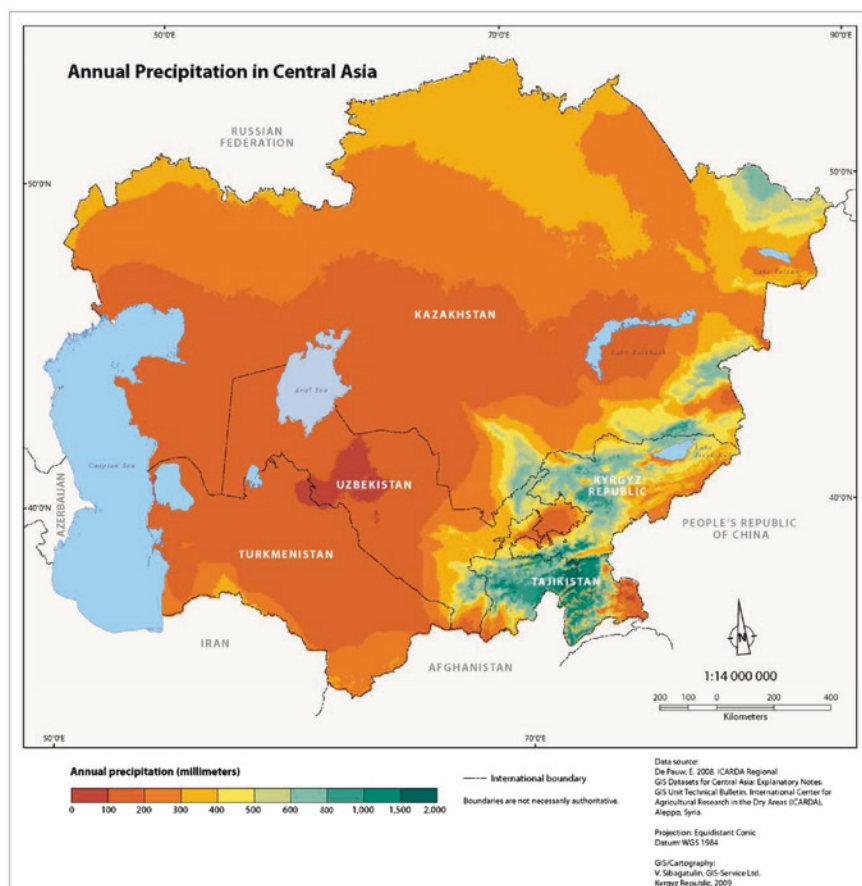 50°0'E 70°0'E 90°0'E
Annual Precipitation in Central Asia
RUSSIAN
FEDERATION
50°0'N 50°0'N
Lake Zaisan
KAZAKHSTAN
Lake Balkhash
Aral Sea
Caspian Sea
UZBEKISTAN
KYRGYZ
REPUBLIC
Lake
40°0'N 40°0'N
AZERBAIJAN
PEOPLE'S REPUBLIC
OF CHINA
TURKMENISTAN
TAJIKISTAN
IRAN
AFGHANISTAN
N
1:14 000 000
200 100 0 200 400
Kilometers
50°0'E 70°0'E
Annual precipitation (millimeters)
0 100 200 300 400 500 600 800 1,000 1,500 2,000
International boundary
Boundaries are not necessarily authoritative.
Data source:
De Pauw, E. 2008. ICARDA Regional
GIS Datasets for Central Asia: Explanatory Notes.
GIS Unit Technical Bulletin. International Center for
Agricultural Research in the Dry Areas (ICARDA),
Aleppo, Syria.
Projection: Equidistant Conic
Datum: WGS 1984
GIS/Cartography:
V. Sibagatulin, GIS-Service Ltd.
Kyrgyz Republic, 2009